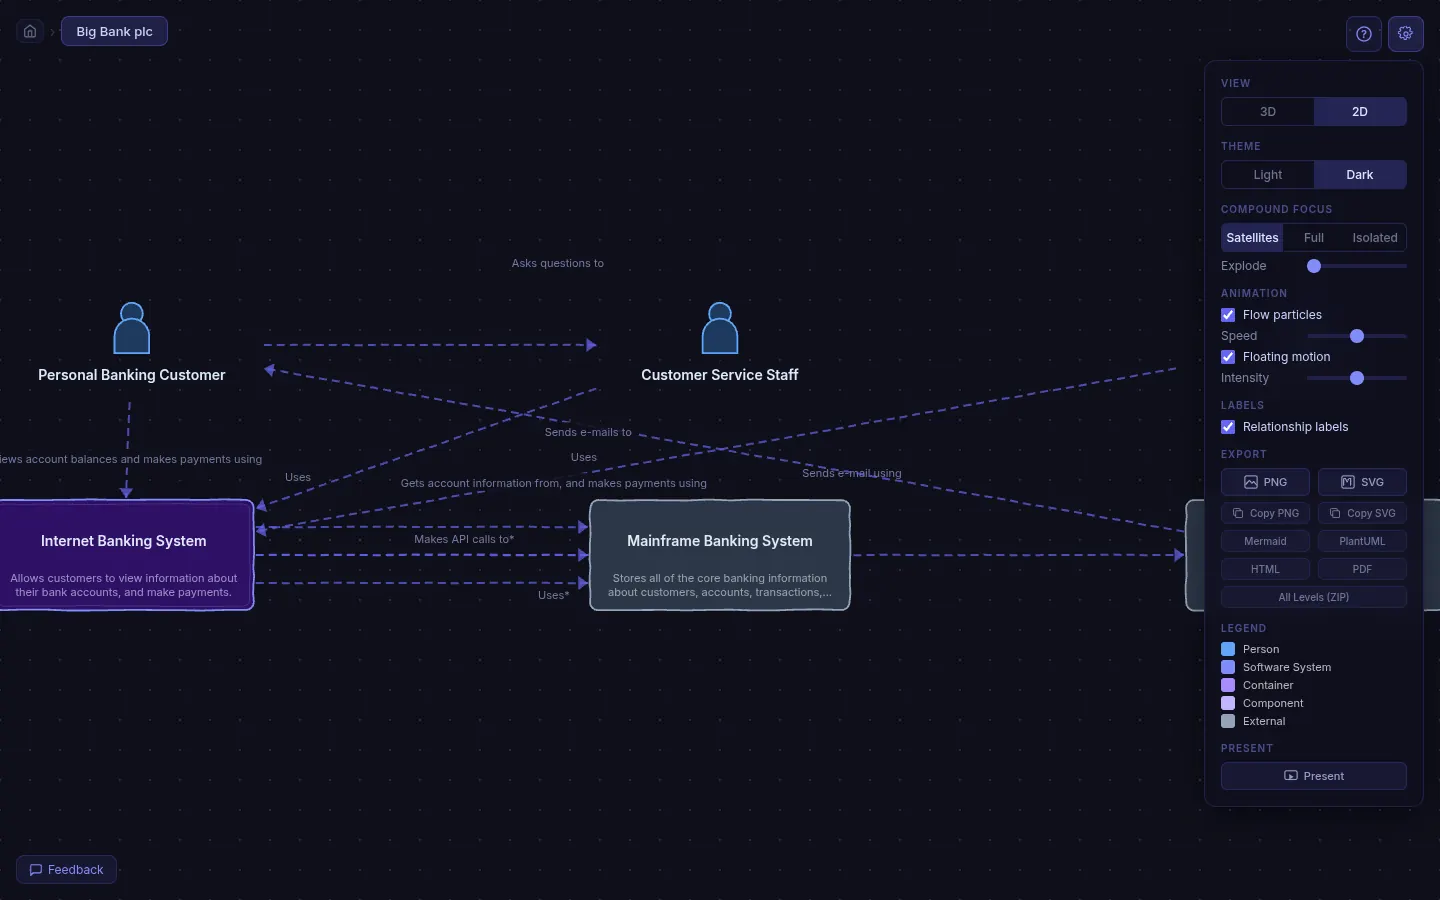 Big Bank plc
VIEW
3D
2D
THEME
Light
Dark
COMPOUND FOCUS
Satellites
Full
Isolated
Explode
ANIMATION
Flow particles
Speed
Floating motion
Intensity
LABELS
Relationship labels
EXPORT
PNG
SVG
Copy PNG
Copy SVG
Mermaid
PlantUML
HTML
PDF
All Levels (ZIP)
LEGEND
Person
Software System
Container
Component
External
PRESENT
Present
Asks questions to
Personal Banking Customer
Customer Service Staff
Sends e-mails to
Uses
account balances and makes payments using
Uses
Sends e-mail using
Gets account information from, and makes payments using
Internet Banking System
Allows customers to view information about
their bank accounts, and make payments.
Makes API calls to*
Uses*
Mainframe Banking System
Stores all of the core banking information
about customers, accounts, transactions,...
Feedback